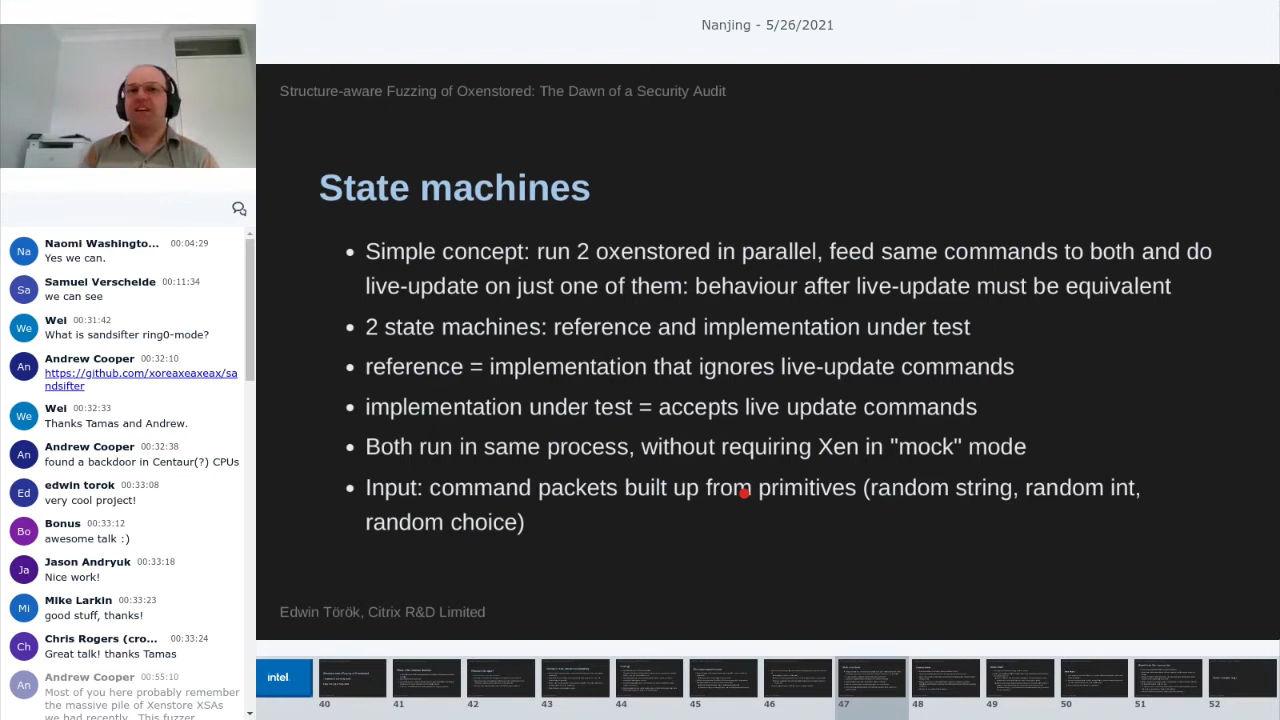 Nanjing - 5/26/2021
Structure-aware Fuzzing of Oxenstored: The Dawn of a Security Audit
State machines
• Simple concept: run 2 oxenstored in parallel, feed same commands to both and do
live-update on just one of them: behaviour after live-update must be equivalent
• 2 state machines: reference and implementation under test
• reference = implementation that ignores live-update commands
• implementation under test = accepts live update commands
• Both run in same process, without requiring Xen in "mock" mode
• Input: command packets built up from primitives (random string, random int,
random choice)
Edwin Török, Citrix R&D Limited
Na Naomi Washingto... 00:04:29
Yes we can.
Sa Samuel Verschelde 00:11:34
we can see
We Wei 00:31:42
What is sandsifter ring0-mode?
An Andrew Cooper 00:32:10
https://github.com/xoreaxeaxeax/sa
ndsifter
We Wei 00:32:33
Thanks Tamas and Andrew.
An Andrew Cooper 00:32:38
found a backdoor in Centaur(?) CPUs
Ed edwin torok 00:33:08
very cool project!
Bo Bonus 00:33:12
awesome talk :)
Ja Jason Andryuk 00:33:18
Nice work!
Mi Mike Larkin 00:33:23
good stuff, thanks!
Ch Chris Rogers (cro... 00:33:24
Great talk! thanks Tamas
An Andrew Cooper 00:55:10
Most of you here probably remember
the massive pile of Xenstore XSAs
we had recently. This fuzzer
intel
40 41 42 43 44 45 46 47 48 49 50 51 52